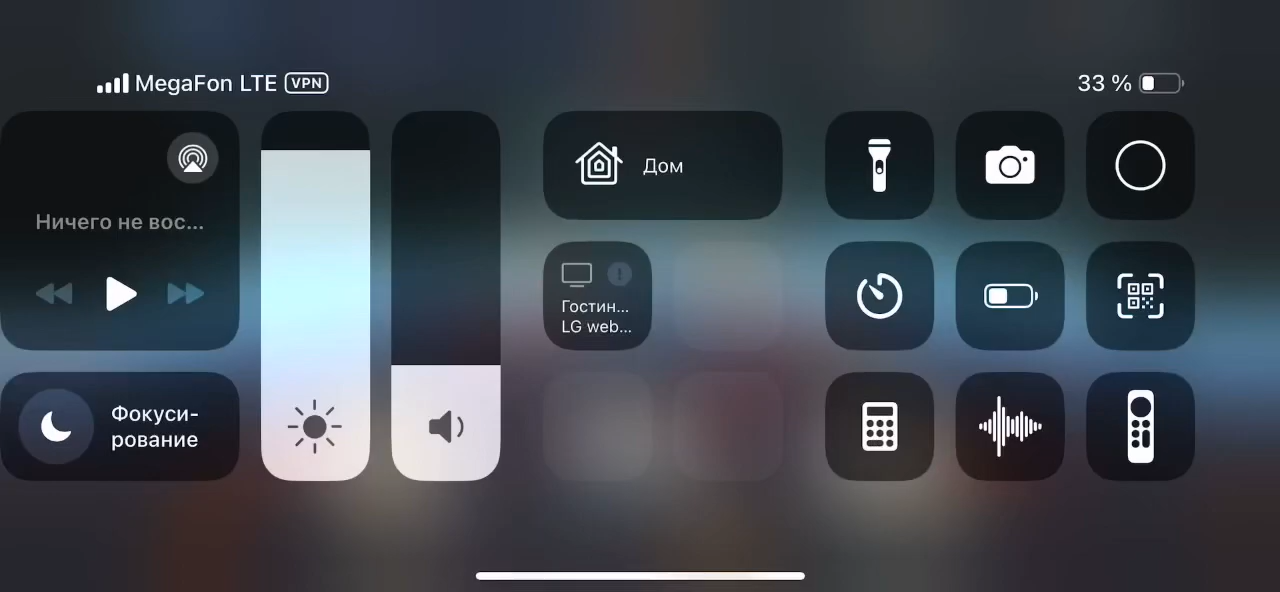 MegaFon LTE VPN
33 %
Ничего не вос...
Дом
Гостин...
LG web...
Фокуси-
рование